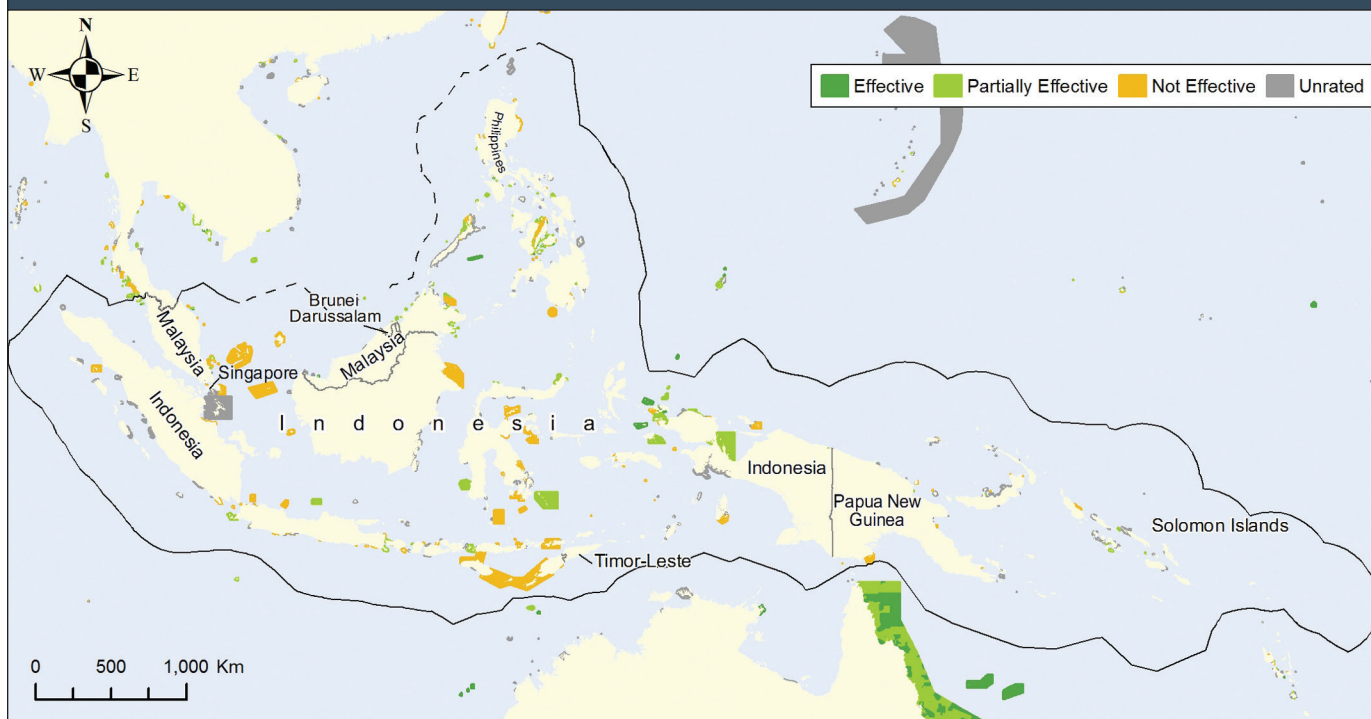 N
W E
S
Effective Partially Effective Not Effective Unrated
Philippines
Brunei
Darussalam
Malaysia
Malaysia
Singapore
Indonesia
Indonesia
Indonesia
Papua New
Guinea
Solomon Islands
Timor-Leste
0 500 1,000 Km